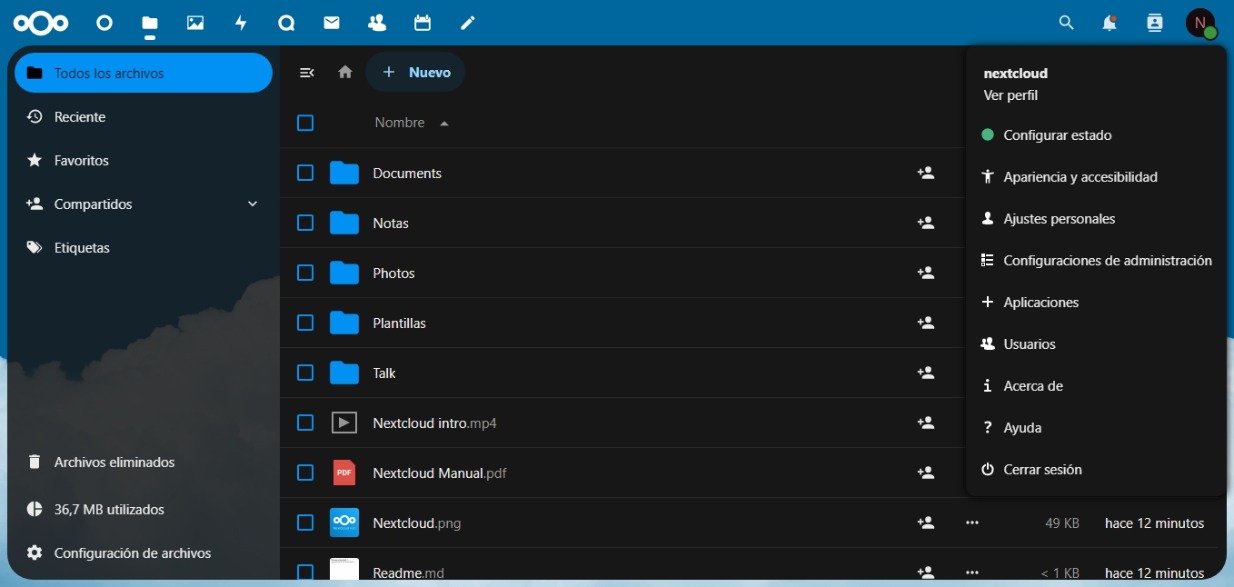 N
Todos los archivos
Reciente
Favoritos
Compartidos
Etiquetas
Archivos eliminados
36,7 MB utilizados
Configuración de archivos
+ Nuevo
Nombre
Documents
Notas
Photos
Plantillas
Talk
Nextcloud intro.mp4
PDF
Nextcloud Manual.pdf
Nextcloud.png 49 KB hace 12 minutos
Readme.md < 1 KB hace 12 minutos
nextcloud
Ver perfil
Configurar estado
Apariencia y accesibilidad
Ajustes personales
Configuraciones de administración
Aplicaciones
Usuarios
Acerca de
Ayuda
Cerrar sesión